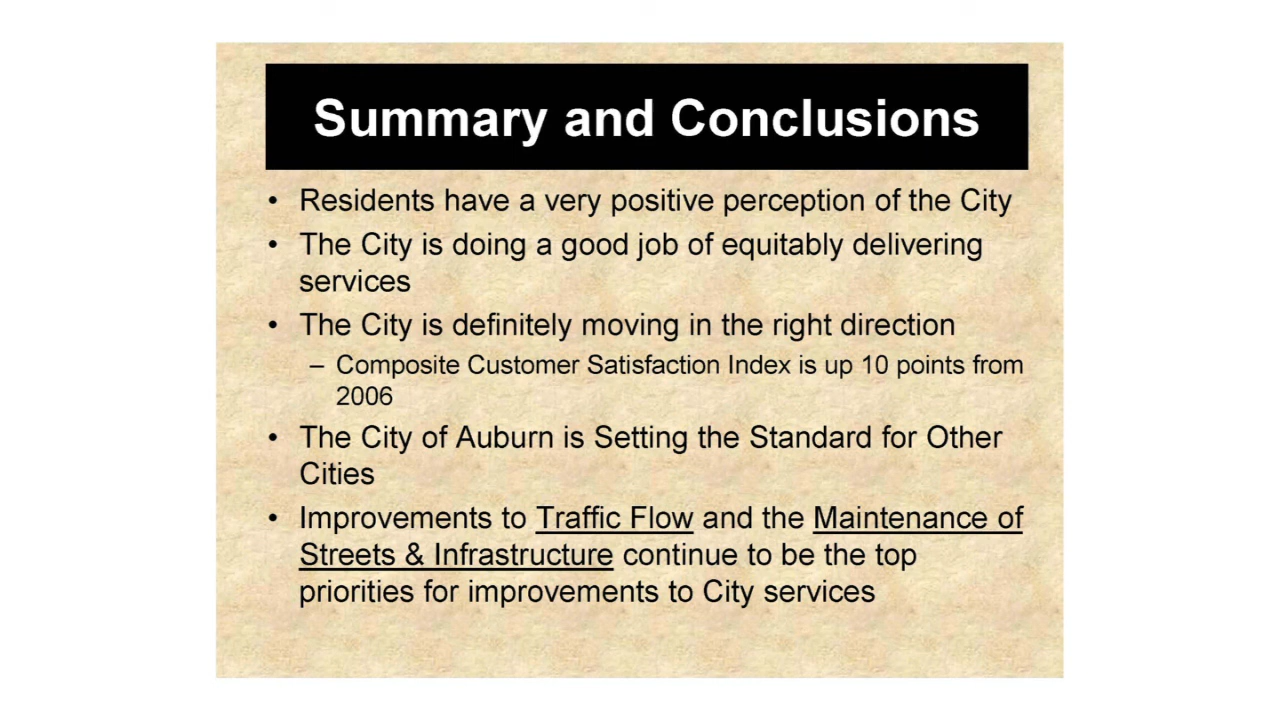 Summary and Conclusions
• Residents have a very positive perception of the City
• The City is doing a good job of equitably delivering
services
• The City is definitely moving in the right direction
– Composite Customer Satisfaction Index is up 10 points from
2006
• The City of Auburn is Setting the Standard for Other
Cities
• Improvements to Traffic Flow and the Maintenance of
Streets & Infrastructure continue to be the top
priorities for improvements to City services